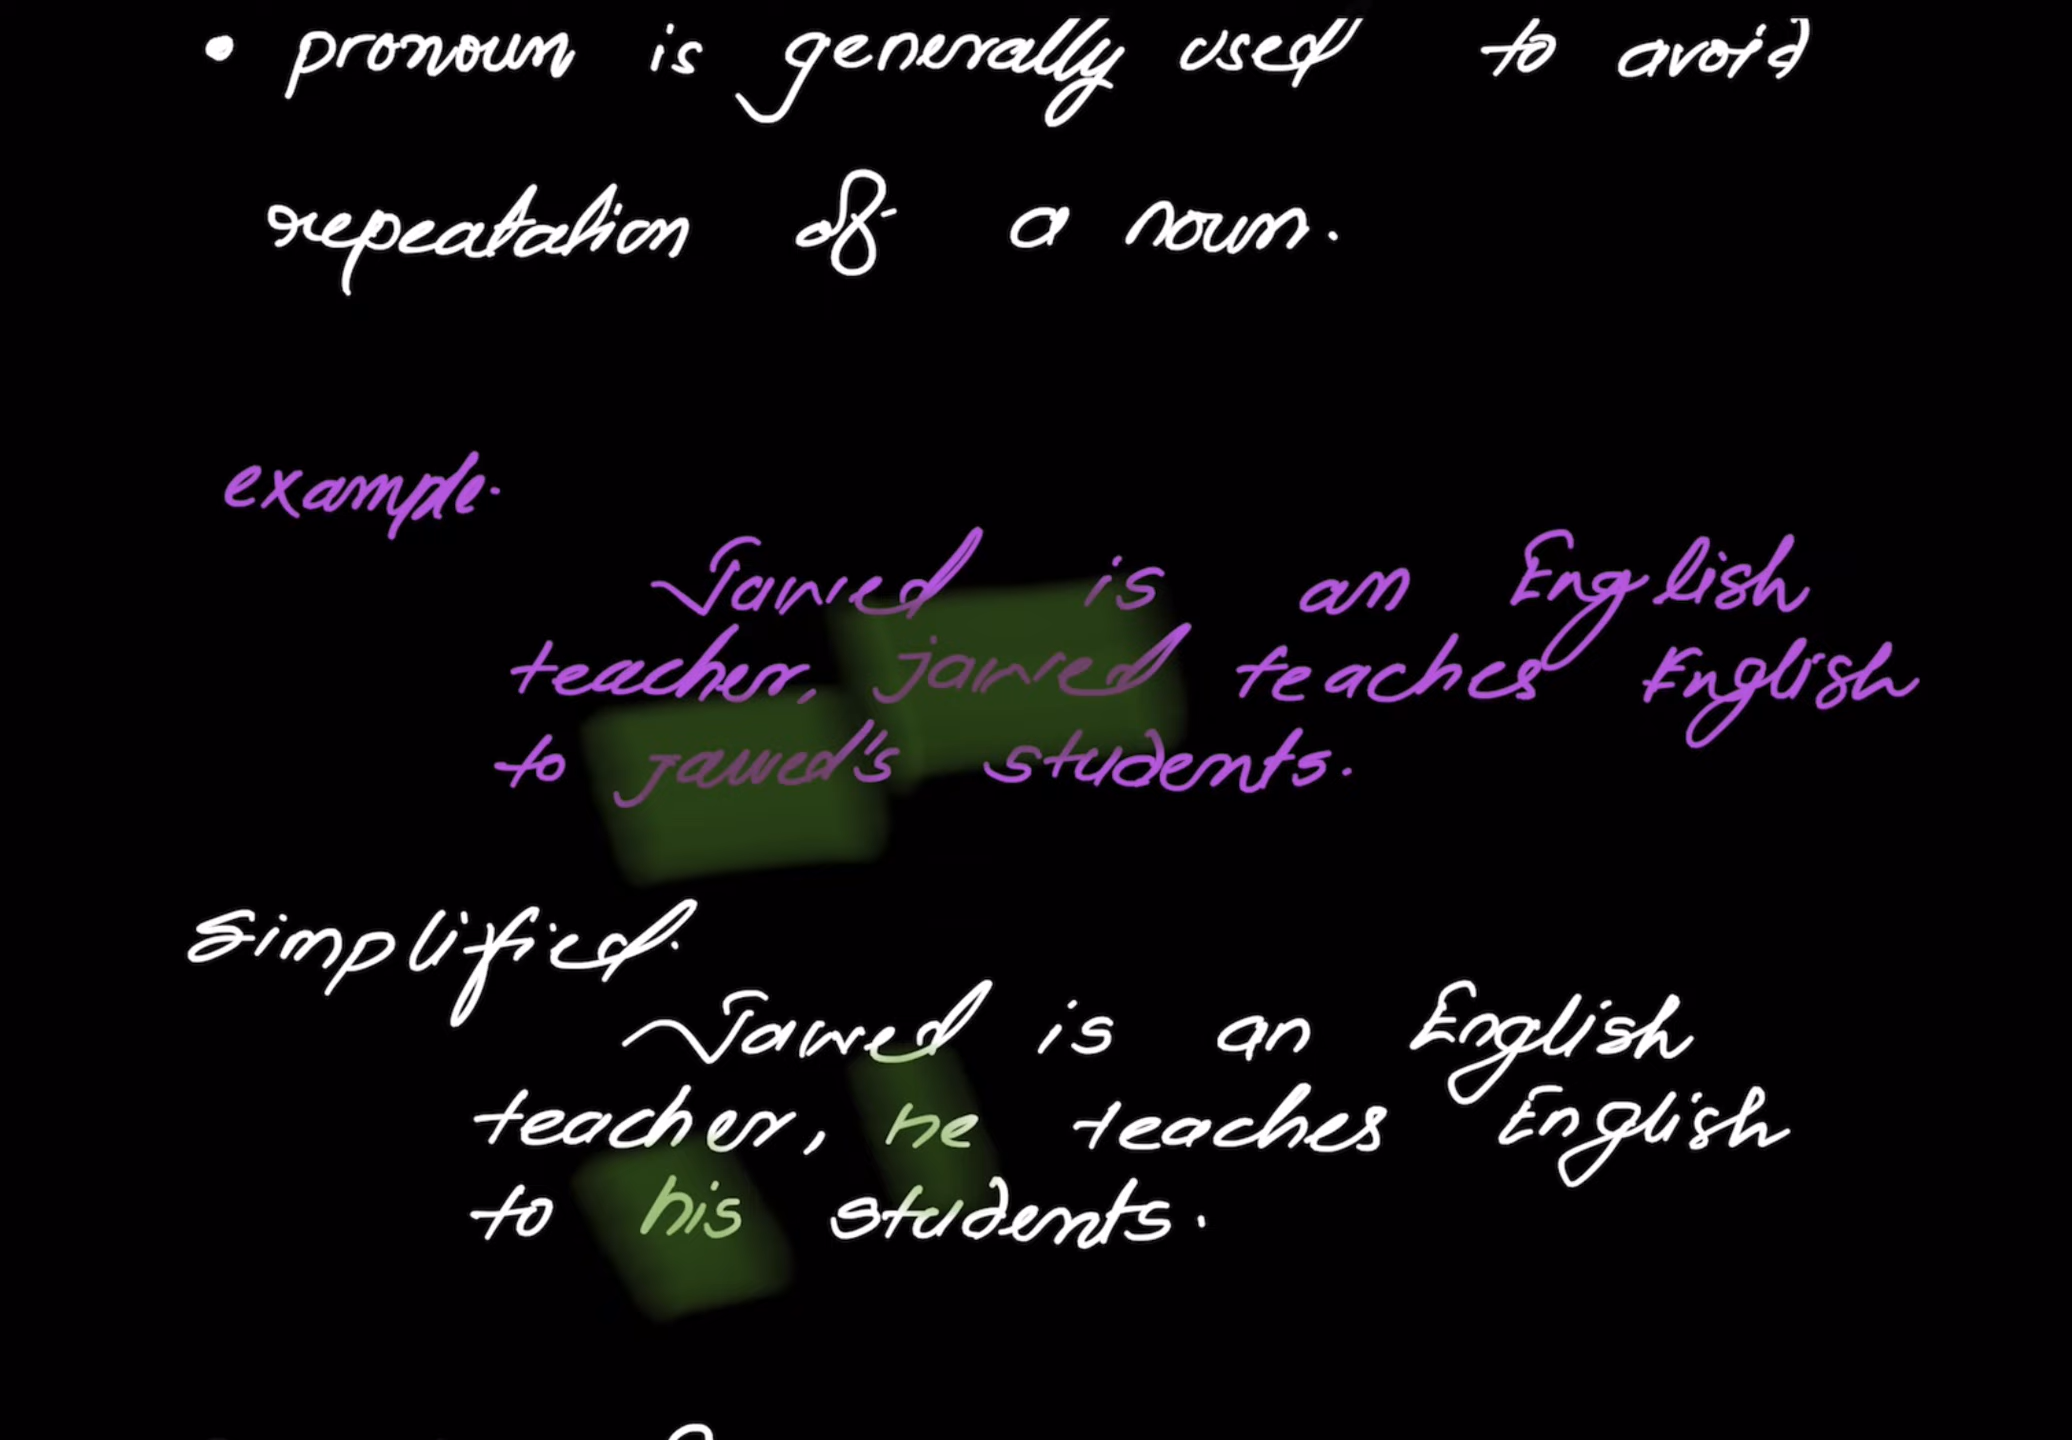 • pronoun is generally used to avoid
repeatation of a noun.
example.
Jawed is an English
teacher, jawed teaches English
to jawed's students.
Simplified.
Jawed is an English
teacher, he teaches English
to his students.